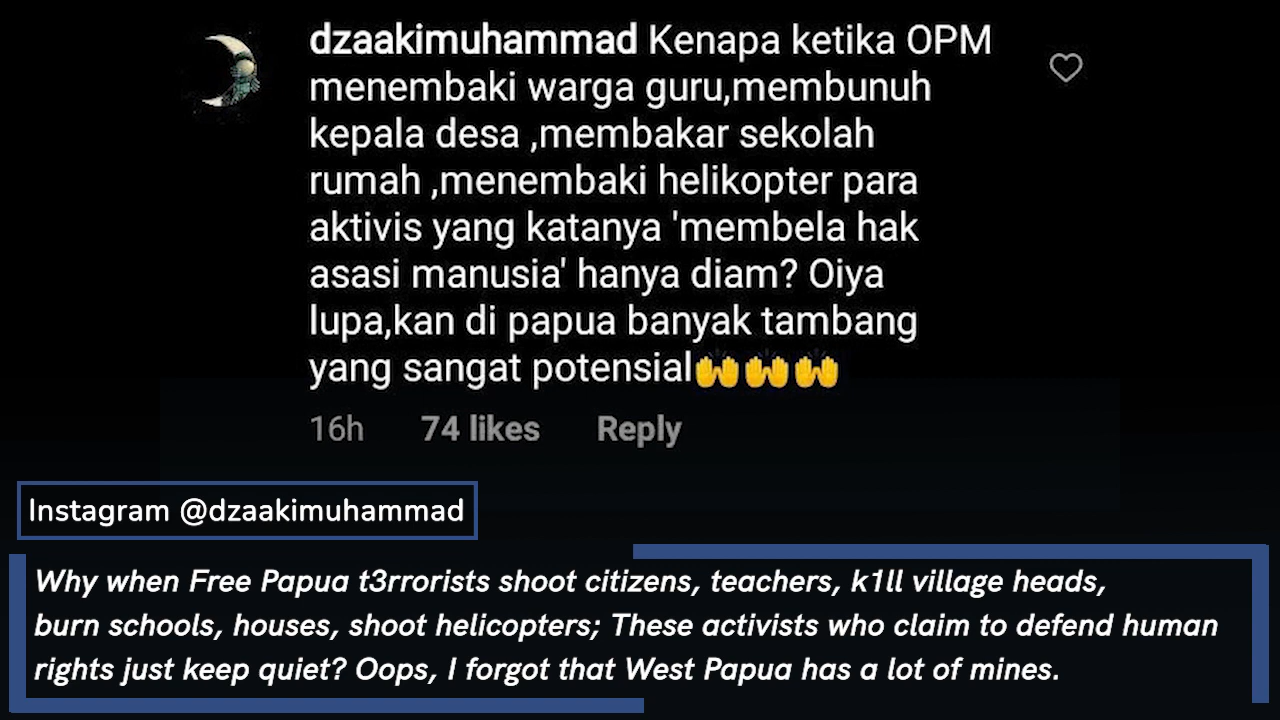 dzaakimuhammad Kenapa ketika OPM
menembaki warga guru,membunuh
kepala desa ,membakar sekolah
rumah ,menembaki helikopter para
aktivis yang katanya 'membela hak
asasi manusia' hanya diam? Oiya
lupa,kan di papua banyak tambang
yang sangat potensial🙌🙌🙌
16h 74 likes Reply
Instagram @dzaakimuhammad
Why when Free Papua t3rrorists shoot citizens, teachers, k1ll village heads,
burn schools, houses, shoot helicopters; These activists who claim to defend human
rights just keep quiet? Oops, I forgot that West Papua has a lot of mines.